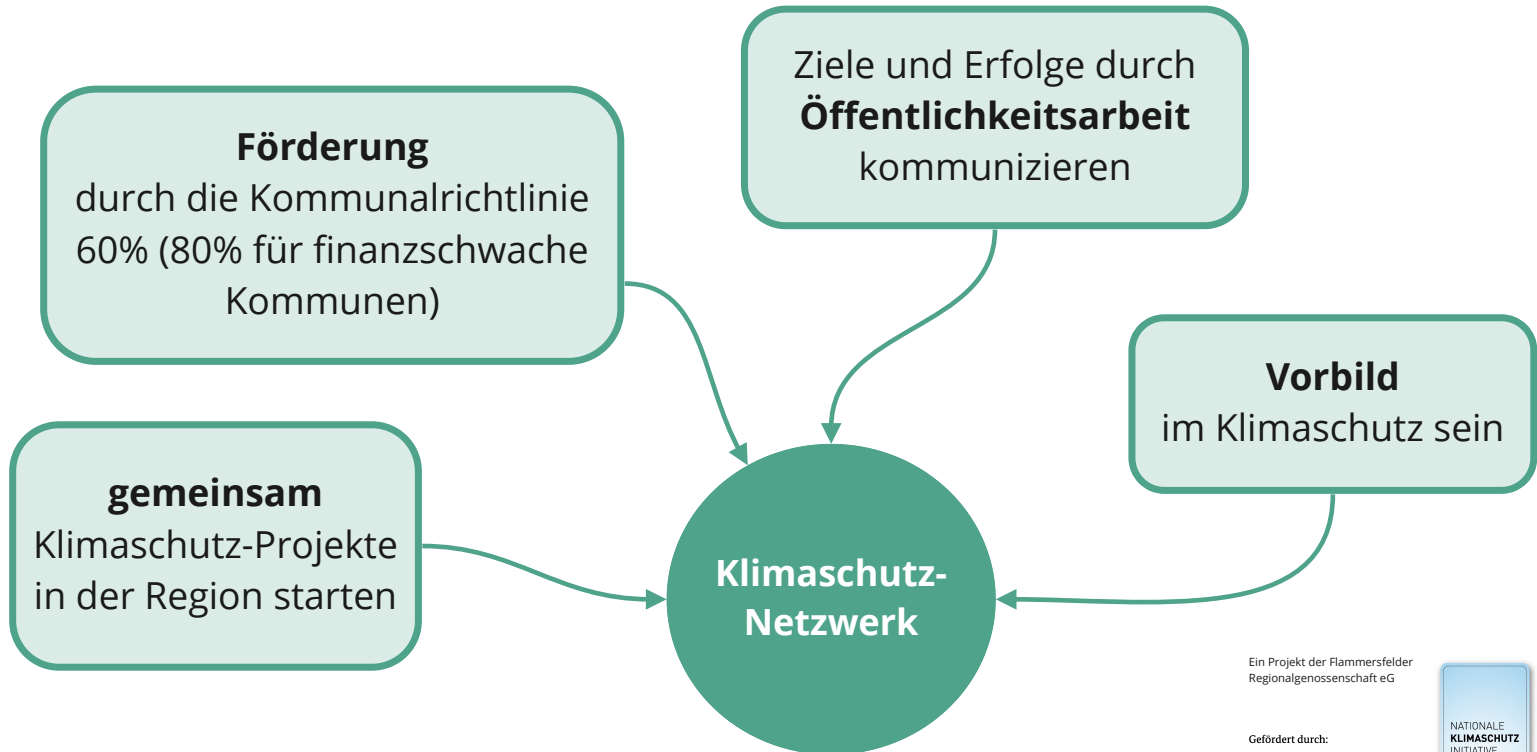 Förderung
durch die Kommunalrichtlinie
60% (80% für finanzschwache
Kommunen)
Ziele und Erfolge durch
Öffentlichkeitsarbeit
kommunizieren
Vorbild
im Klimaschutz sein
gemeinsam
Klimaschutz-Projekte
in der Region starten
Klimaschutz-
Netzwerk
Ein Projekt der Flammersfelder
Regionalgenossenschaft eG
Gefördert durch:
NATIONALE
KLIMASCHUTZ
INITIATIVE